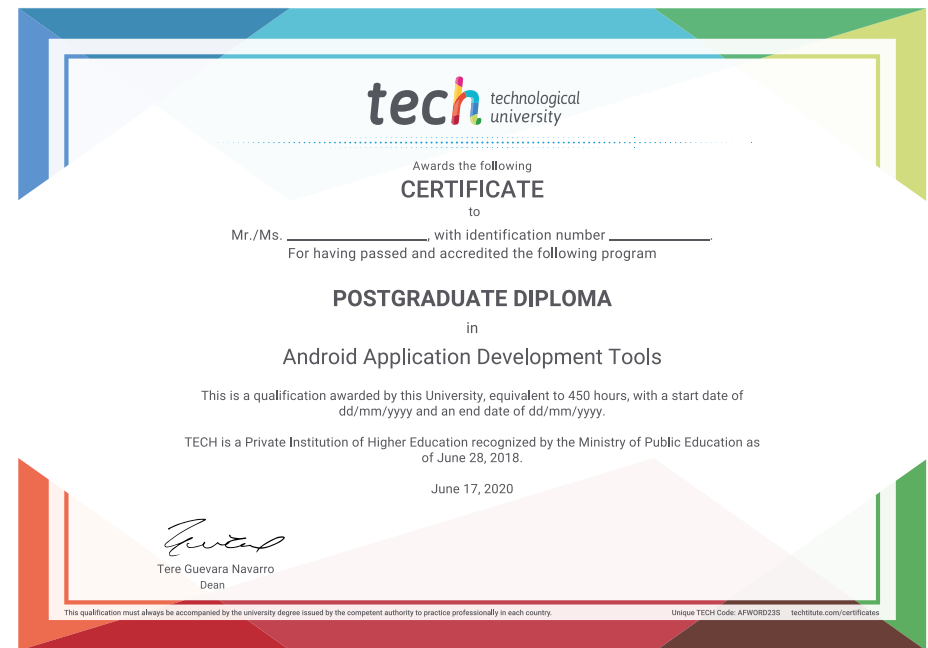 tech technological
university
Awards the following
CERTIFICATE
to
Mr./Ms. ____________, with identification number ____________.
For having passed and accredited the following program
POSTGRADUATE DIPLOMA
in
Android Application Development Tools
This is a qualification awarded by this University, equivalent to 450 hours, with a start date of
dd/mm/yyyy and an end date of dd/mm/yyyy.
TECH is a Private Institution of Higher Education recognized by the Ministry of Public Education as
of June 28, 2018.
June 17, 2020
Tere Guevara Navarro
Dean
This qualification must always be accompanied by the university degree issued by the competent authority to practice professionally in each country.
Unique TECH Code: AFWORD23S techtitute.com/certificates